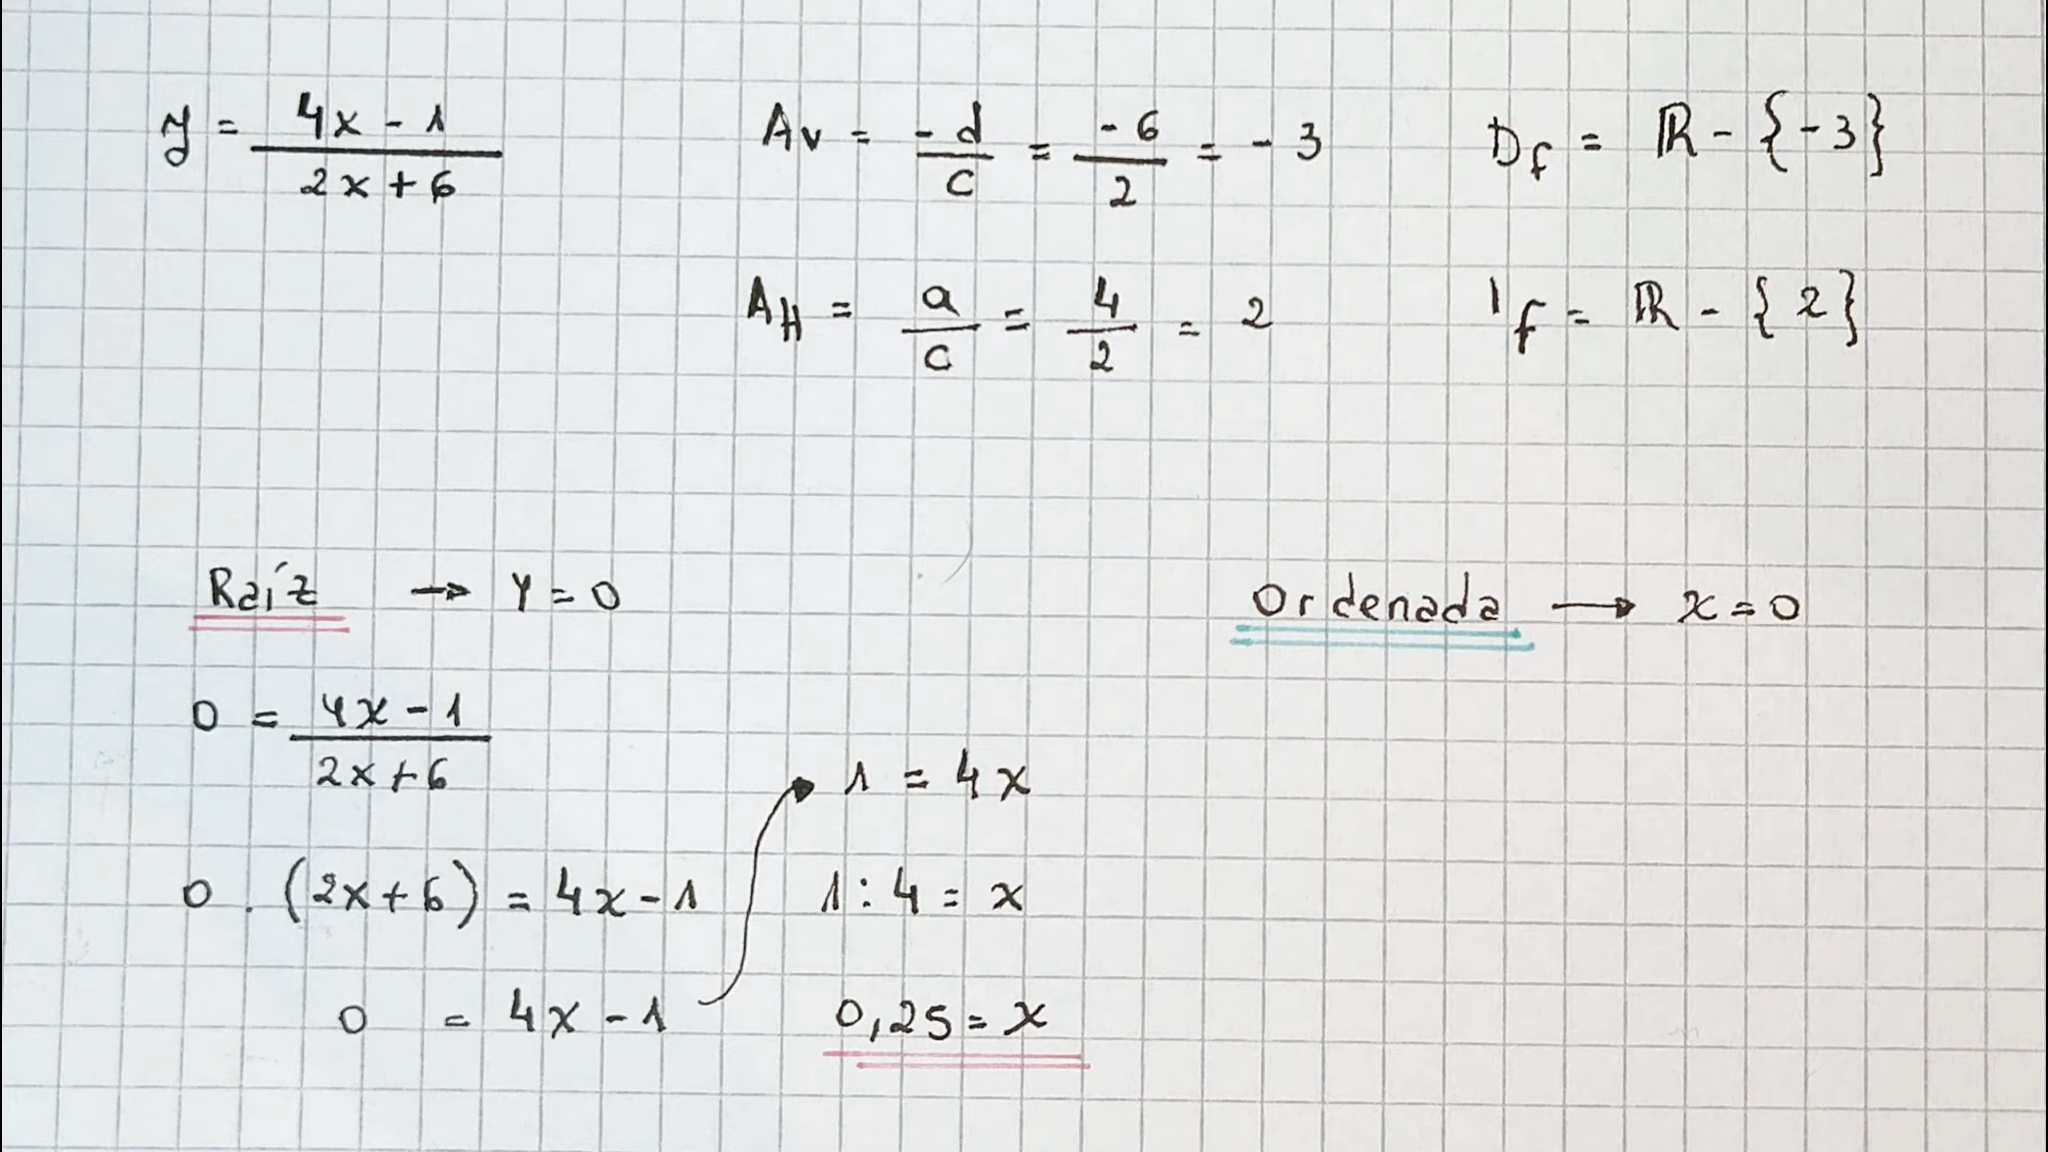 y = (4x - 1)/(2x + 6)
Av = -d/c = -6/2 = -3
Df = ℝ - {-3}
AH = a/c = 4/2 = 2
If = ℝ - {2}
Raíz → Y = 0
0 = (4x - 1)/(2x + 6)
0 . (2x + 6) = 4x - 1
0 = 4x - 1
1 = 4x
1 : 4 = x
0,25 = x
Ordenada → x = 0